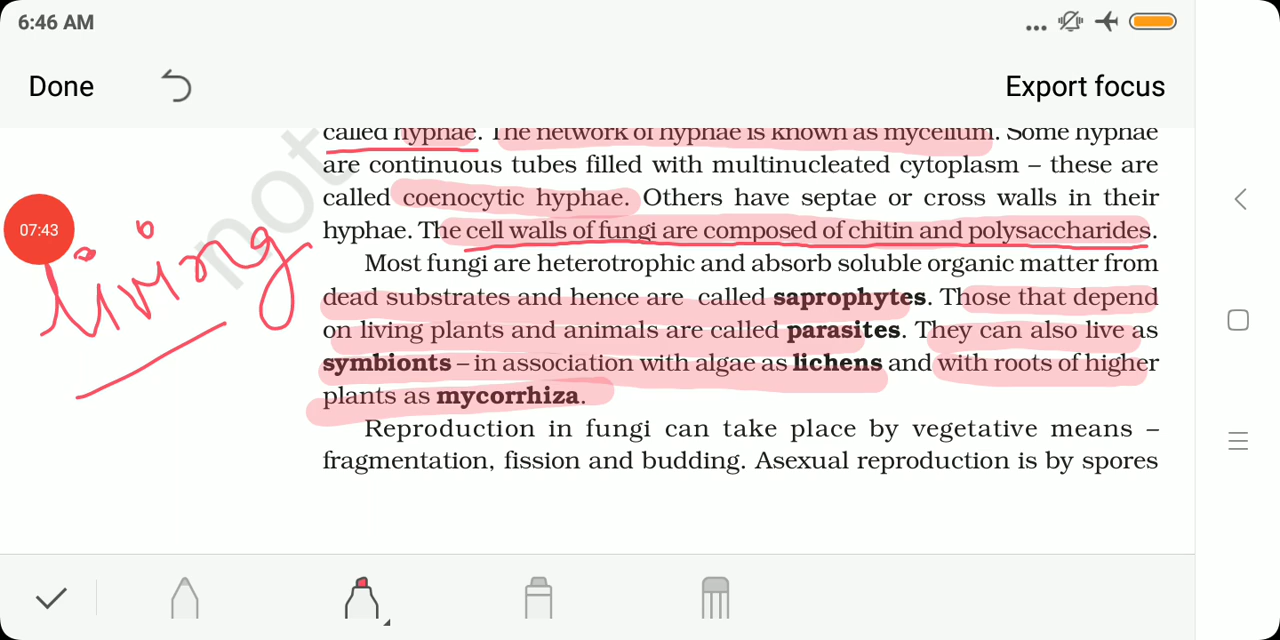 6:46 AM
Done
Export focus
not
called hyphae. The network of hyphae is known as mycelium. Some hyphae
are continuous tubes filled with multinucleated cytoplasm – these are
called coenocytic hyphae. Others have septae or cross walls in their
hyphae. The cell walls of fungi are composed of chitin and polysaccharides.
Most fungi are heterotrophic and absorb soluble organic matter from
dead substrates and hence are called saprophytes. Those that depend
on living plants and animals are called parasites. They can also live as
symbionts – in association with algae as lichens and with roots of higher
plants as mycorrhiza.
Reproduction in fungi can take place by vegetative means –
fragmentation, fission and budding. Asexual reproduction is by spores
07:43
living